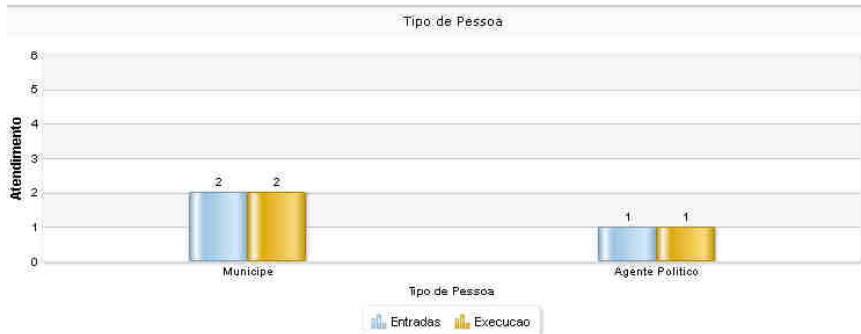 Tipo de Pessoa
Atendimento
6
5
4
3
2
1
0
2 2
1 1
Municipe Agente Politico
Tipo de Pessoa
Entradas Execucao